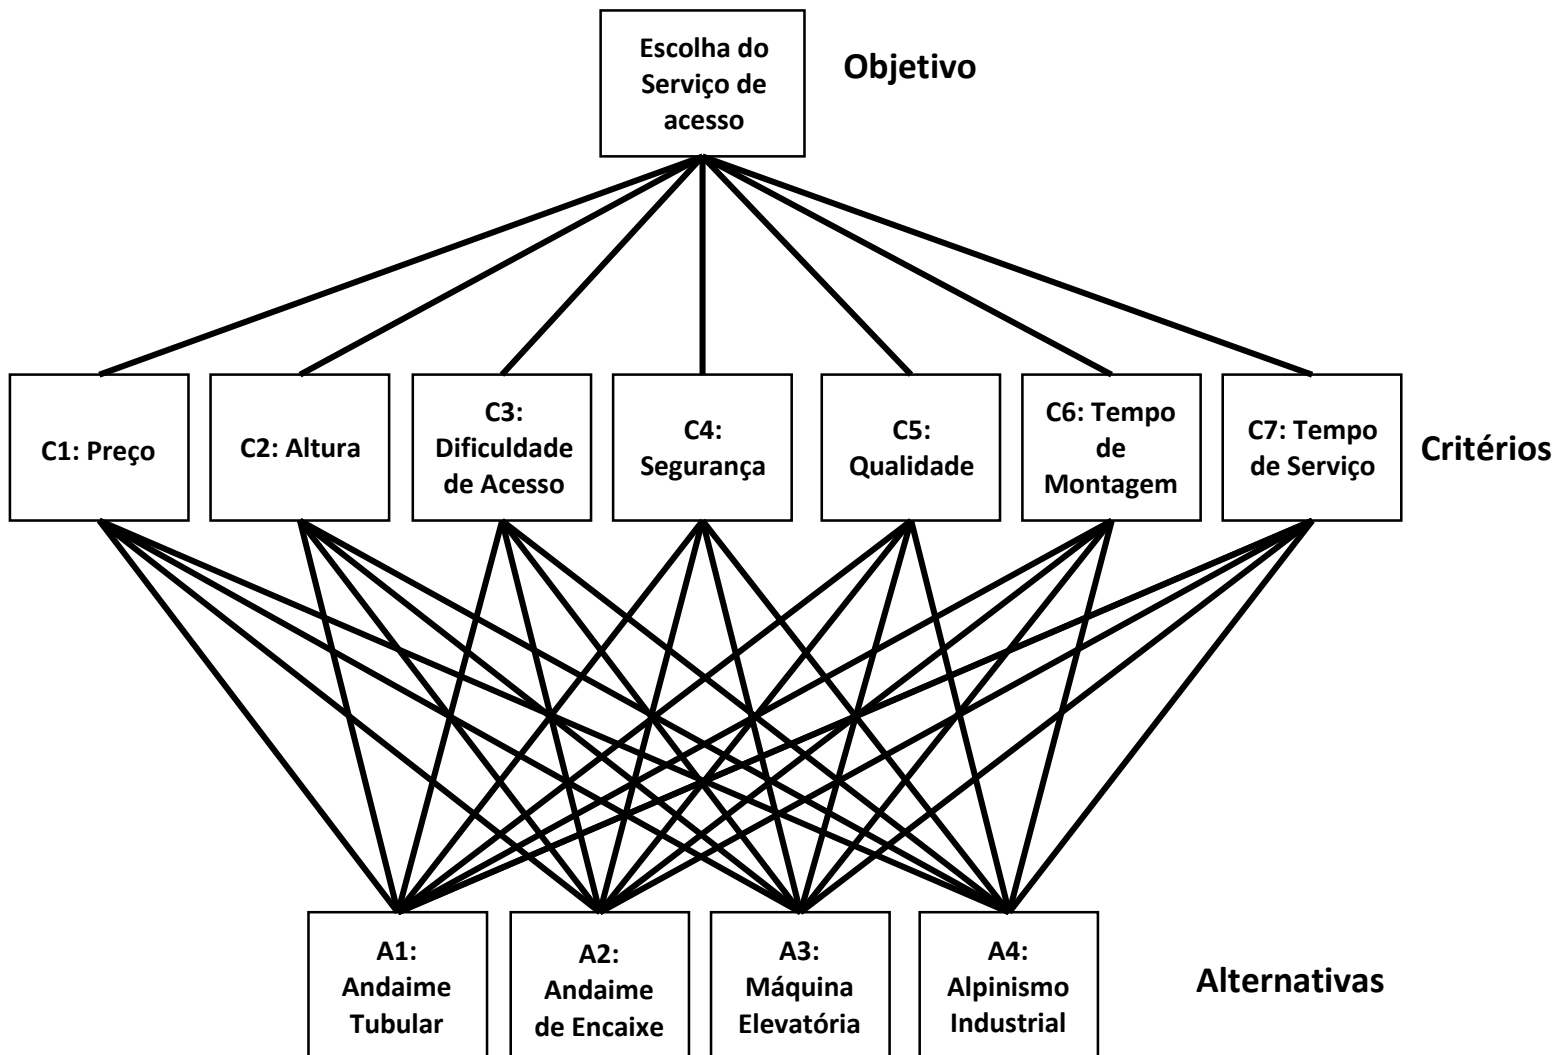 Escolha do
Serviço de
acesso
Objetivo
C1: Preço
C2: Altura
C3:
Dificuldade
de Acesso
C4:
Segurança
C5:
Qualidade
C6: Tempo
de
Montagem
C7: Tempo
de Serviço
Critérios
A1:
Andaime
Tubular
A2:
Andaime
de Encaixe
A3:
Máquina
Elevatória
A4:
Alpinismo
Industrial
Alternativas